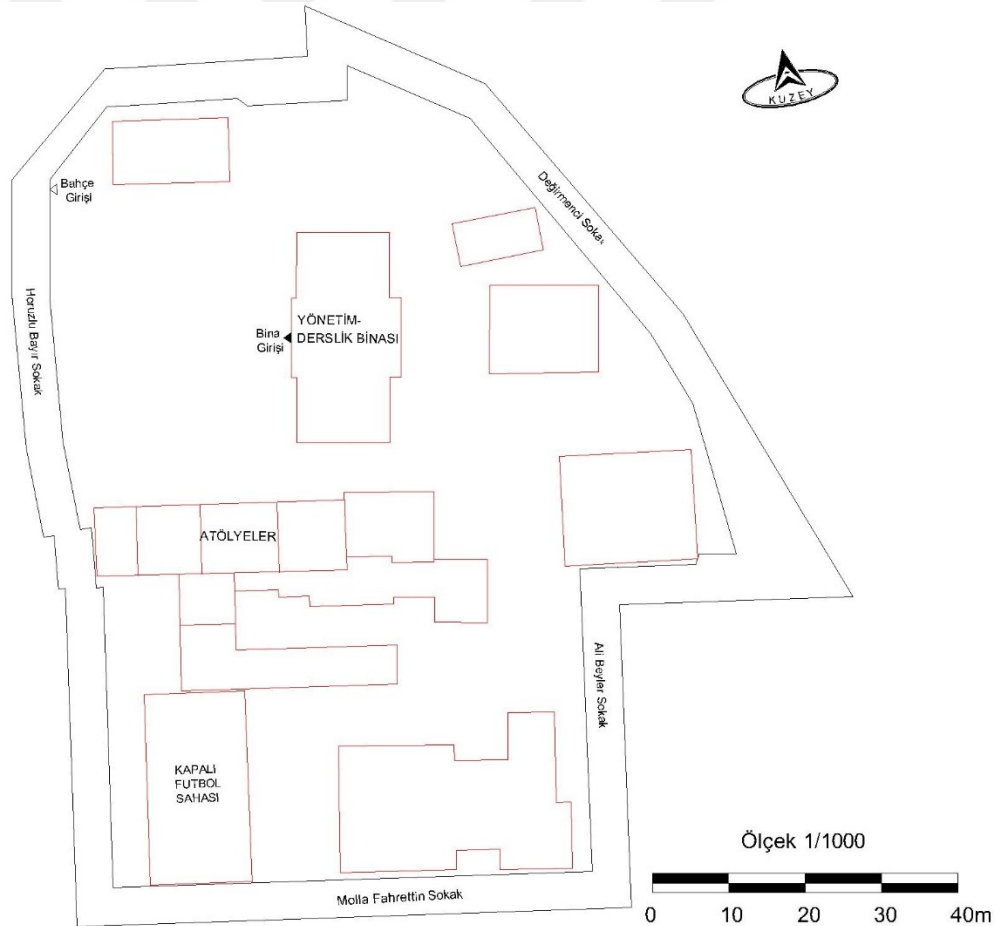 KUZEY
Bahçe
Girişi
Değirmenci Sokak
YÖNETİM-
DERSLİK BİNASI
Bina
Girişi
Horuzlu Bayır Sokak
ATÖLYELER
Ali Beyler Sokak
KAPALI
FUTBOL
SAHASI
Molla Fahrettin Sokak
Ölçek 1/1000
0 10 20 30 40m